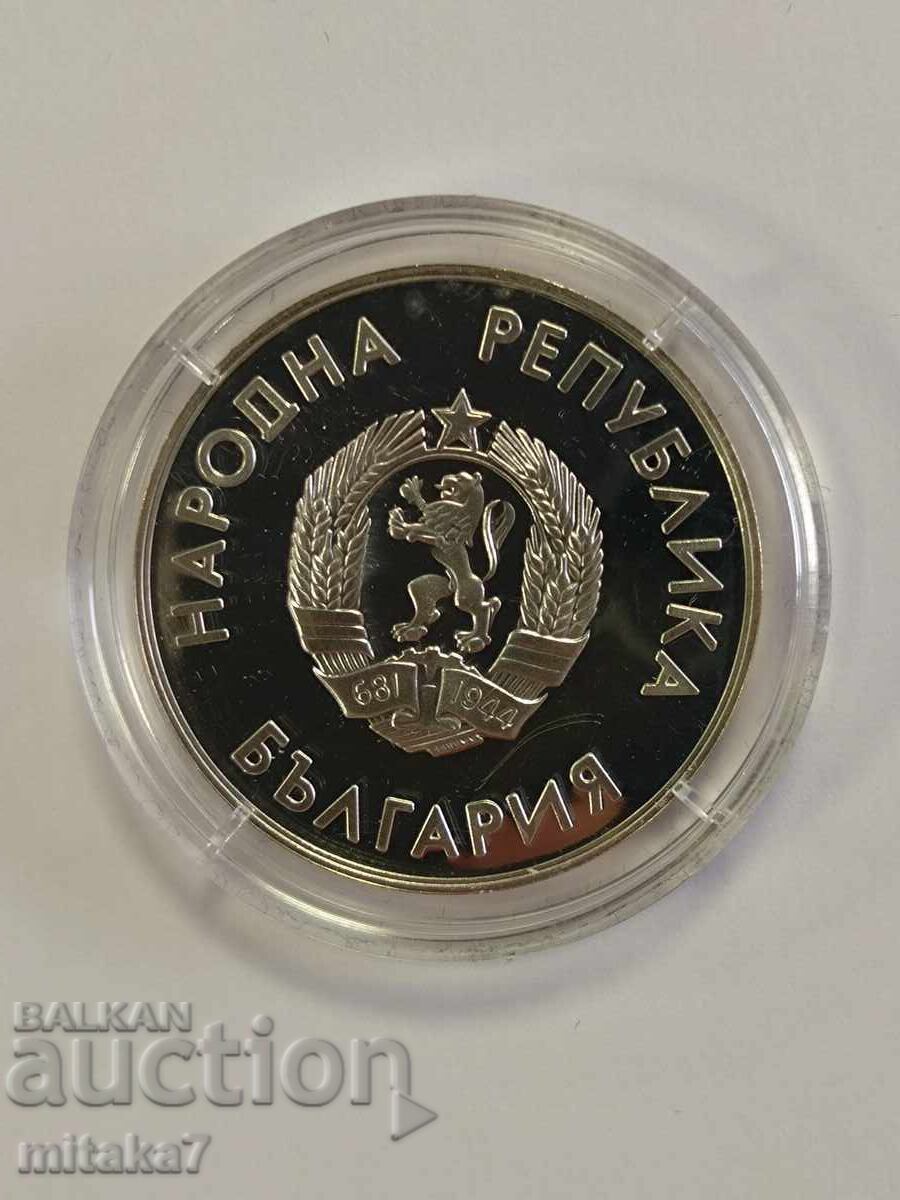 НАРОДНА РЕПУБЛИКА
БЪЛГАРИЯ
681 1944
BALKAN
auction
mitaka7